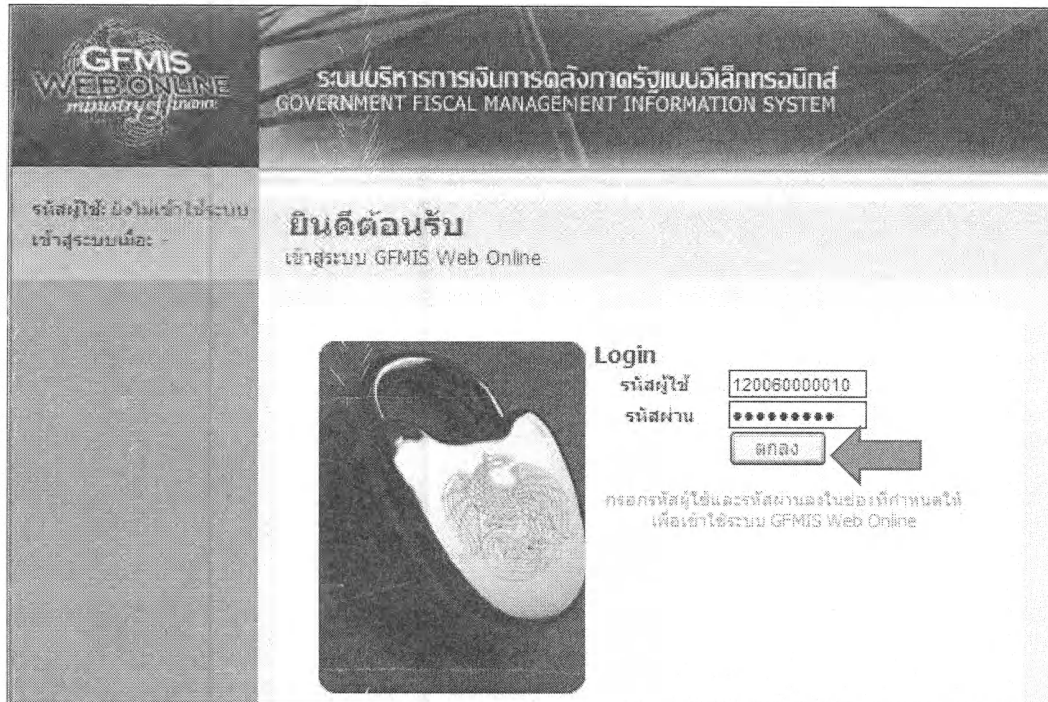 GFMIS
WEB ONLINE
ministry of finance
ระบบบริหารการเงินการคลังภาครัฐแบบอิเล็กทรอนิกส์
GOVERNMENT FISCAL MANAGEMENT INFORMATION SYSTEM
รหัสผู้ใช้: ยังไม่เข้าใช้ระบบ
เข้าสู่ระบบเมื่อ: -
ยินดีต้อนรับ
เข้าสู่ระบบ GFMIS Web Online
Login
รหัสผู้ใช้ 120060000010
รหัสผ่าน •••••••••
ตกลง
กรอกรหัสผู้ใช้และรหัสผ่านลงในช่องที่กำหนดให้
เพื่อเข้าใช้ระบบ GFMIS Web Online